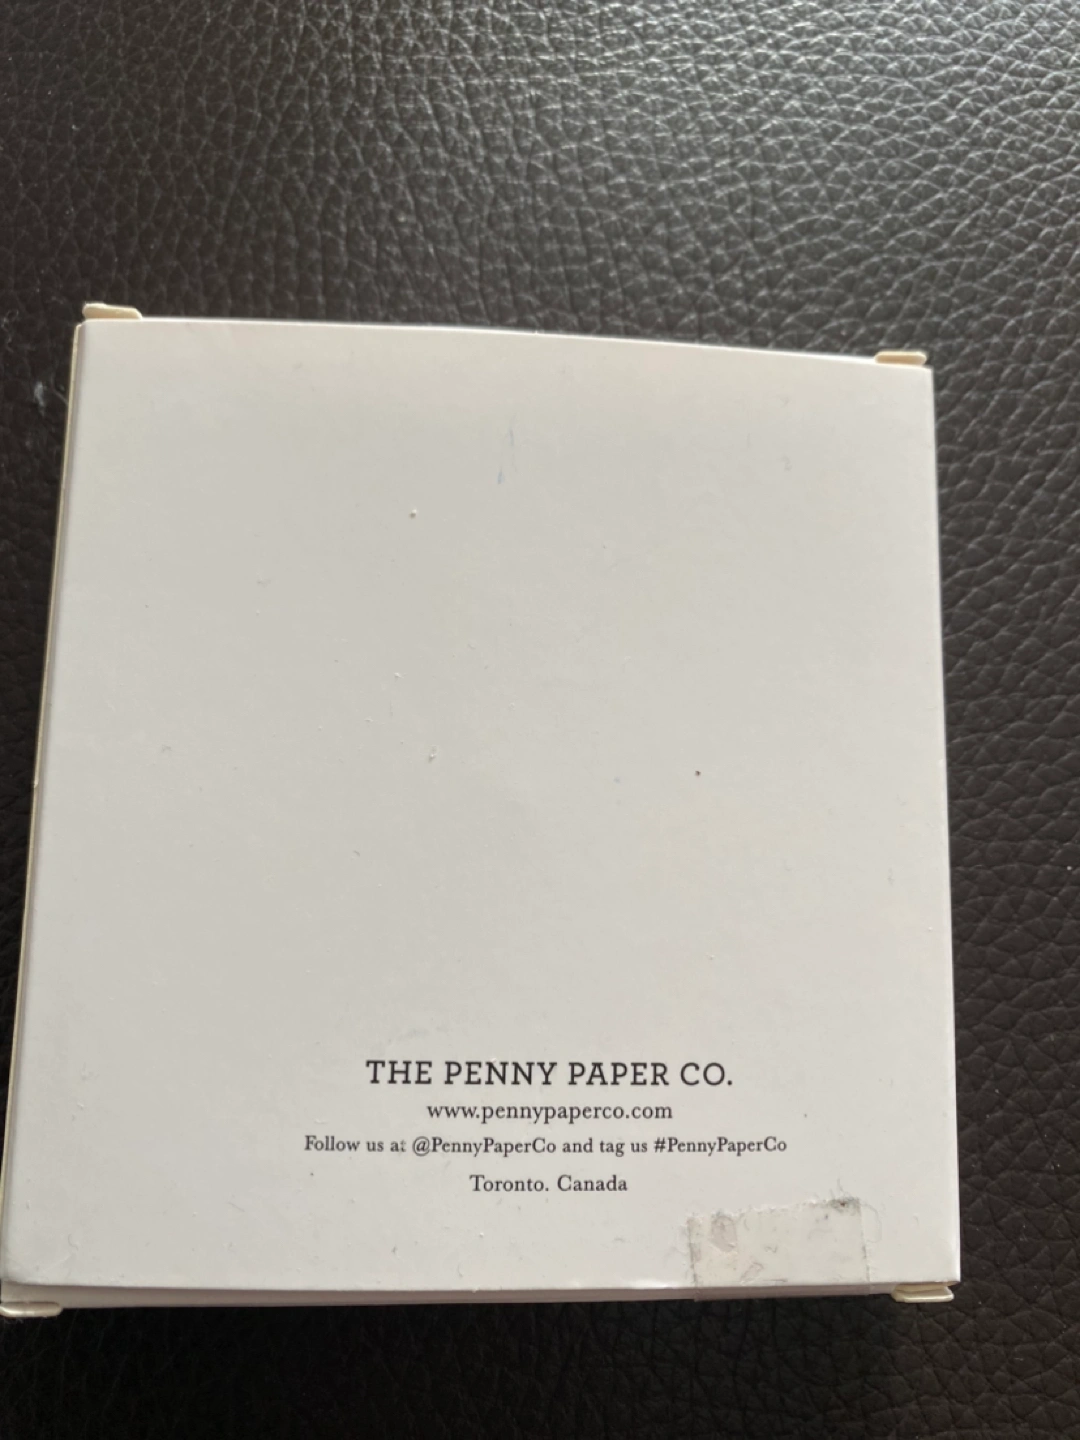 THE PENNY PAPER CO.
www.pennypaperco.com
Follow us at @PennyPaperCo and tag us #PennyPaperCo
Toronto. Canada